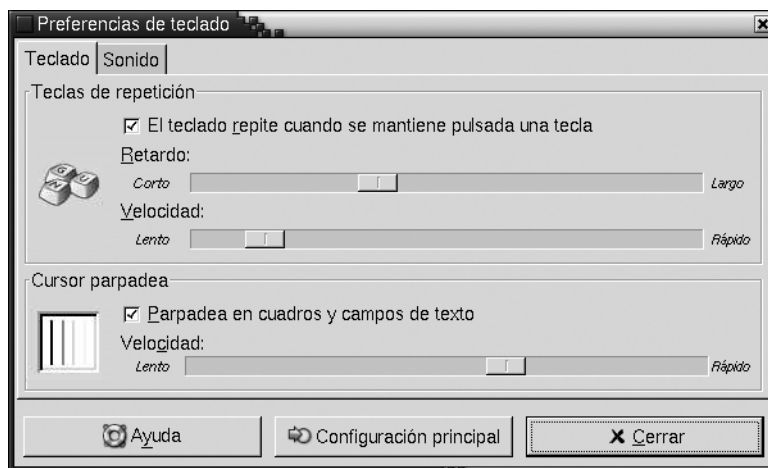 Preferencias de teclado
Teclado Sonido
Teclas de repetición
El teclado repite cuando se mantiene pulsada una tecla
Retardo:
Corto Largo
Velocidad:
Lento Rápido
Cursor parpadea
Parpadea en cuadros y campos de texto
Velocidad:
Lento Rápido
Ayuda Configuración principal Cerrar